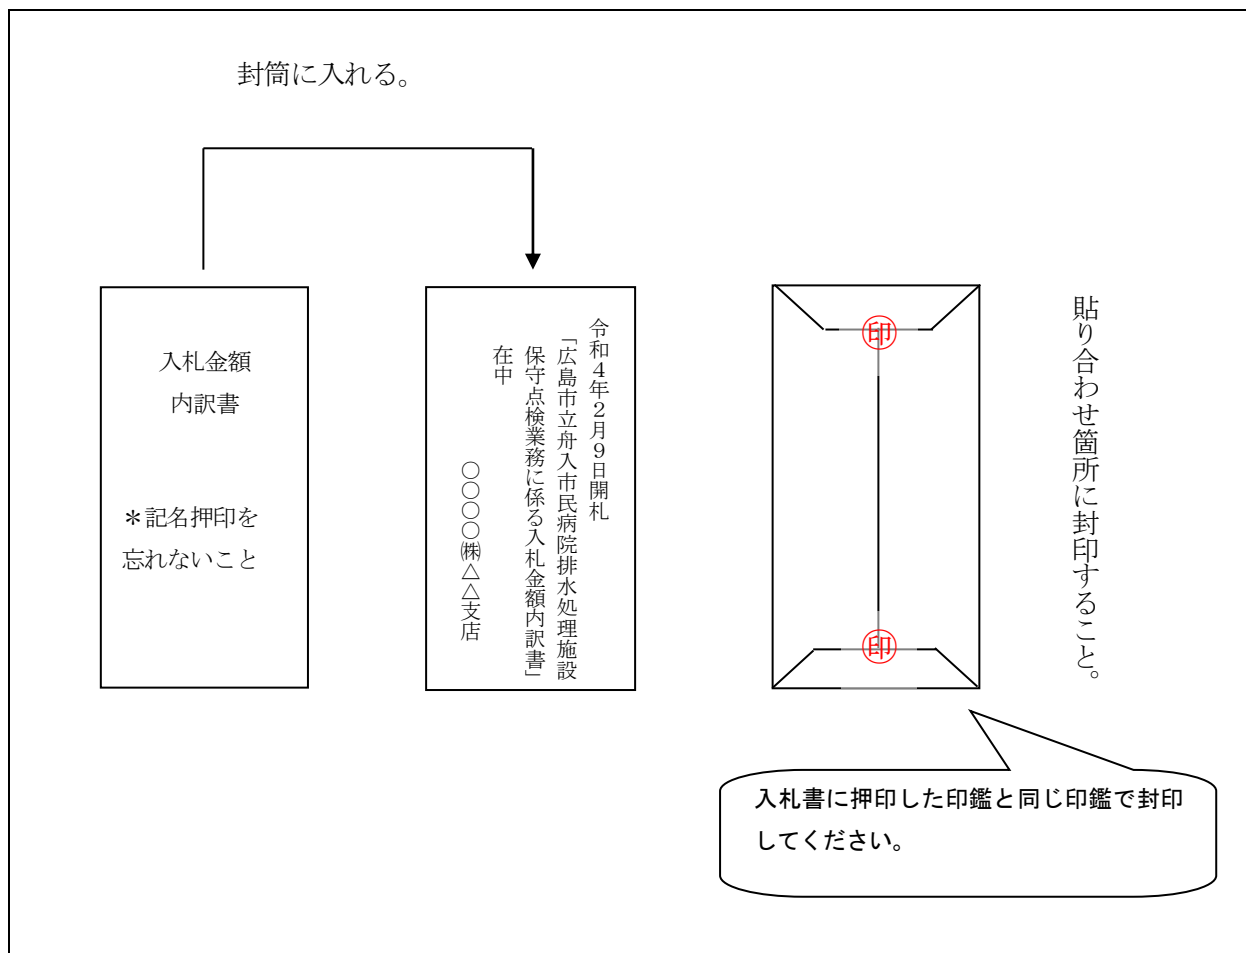 封筒に入れる。
入札金額
内訳書
＊記名押印を
忘れないこと
令和４年２月９日開札
「広島市立舟入市民病院排水処理施設
保守点検業務に係る入札金額内訳書」
在中
〇〇〇〇㈱△△支店
印
印
貼り合わせ箇所に封印すること。
入札書に押印した印鑑と同じ印鑑で封印
してください。